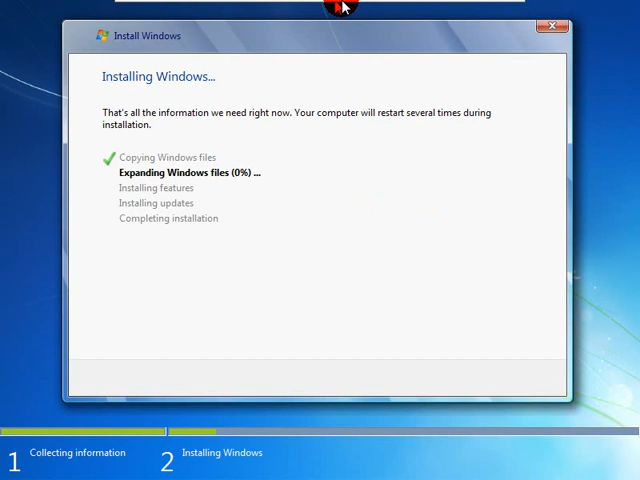 Install Windows
Installing Windows...
That's all the information we need right now. Your computer will restart several times during
installation.
Copying Windows files
Expanding Windows files (0%) ...
Installing features
Installing updates
Completing installation
1 Collecting information
2 Installing Windows